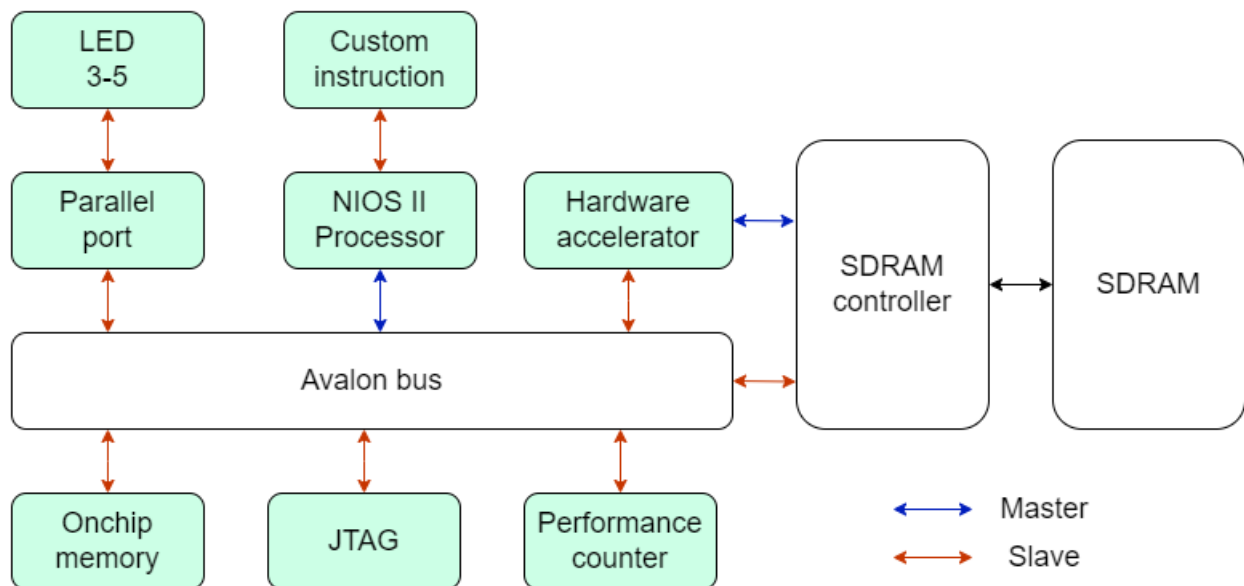 LED
3-5
Custom
instruction
Parallel
port
NIOS II
Processor
Hardware
accelerator
SDRAM
controller
SDRAM
Avalon bus
Onchip
memory
JTAG
Performance
counter
Master
Slave